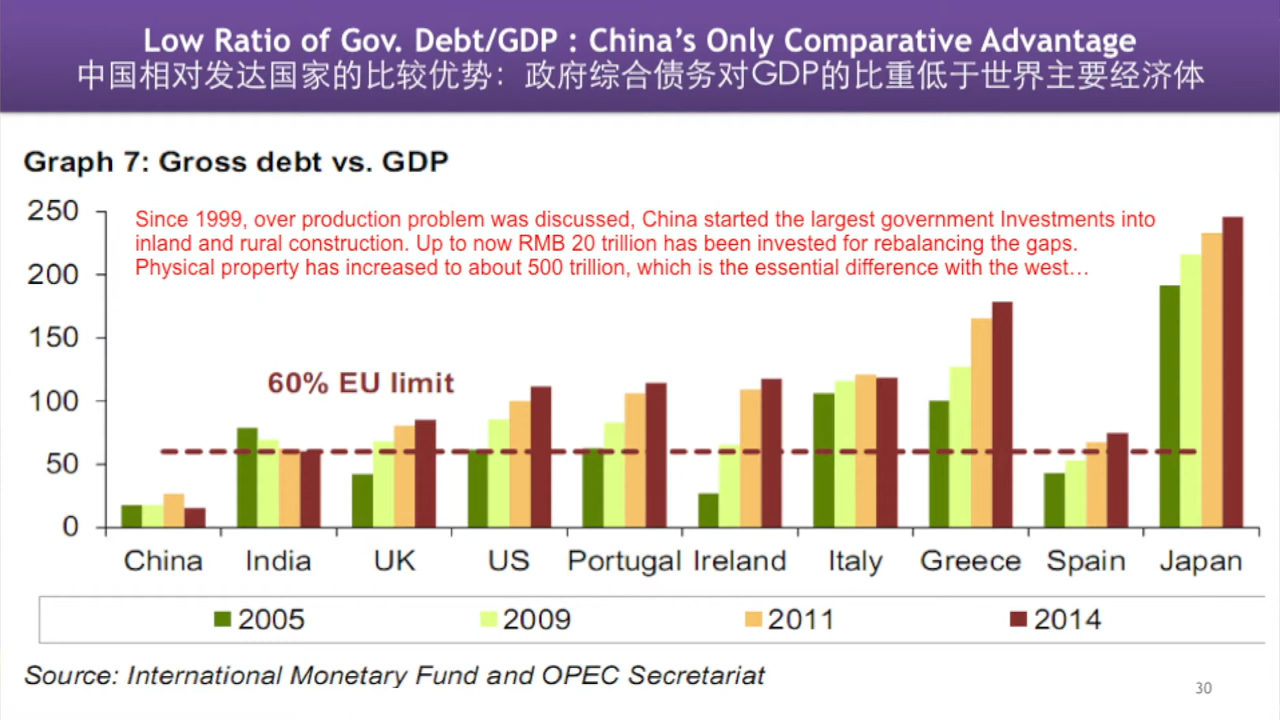 Low Ratio of Gov. Debt/GDP : China's Only Comparative Advantage
中国相对发达国家的比较优势：政府综合债务对GDP的比重低于世界主要经济体
Graph 7: Gross debt vs. GDP
Since 1999, over production problem was discussed, China started the largest government Investments into
inland and rural construction. Up to now RMB 20 trillion has been invested for rebalancing the gaps.
Physical property has increased to about 500 trillion, which is the essential difference with the west…
250
200
150
100
50
0
60% EU limit
China India UK US Portugal Ireland Italy Greece Spain Japan
2005 2009 2011 2014
Source: International Monetary Fund and OPEC Secretariat
30